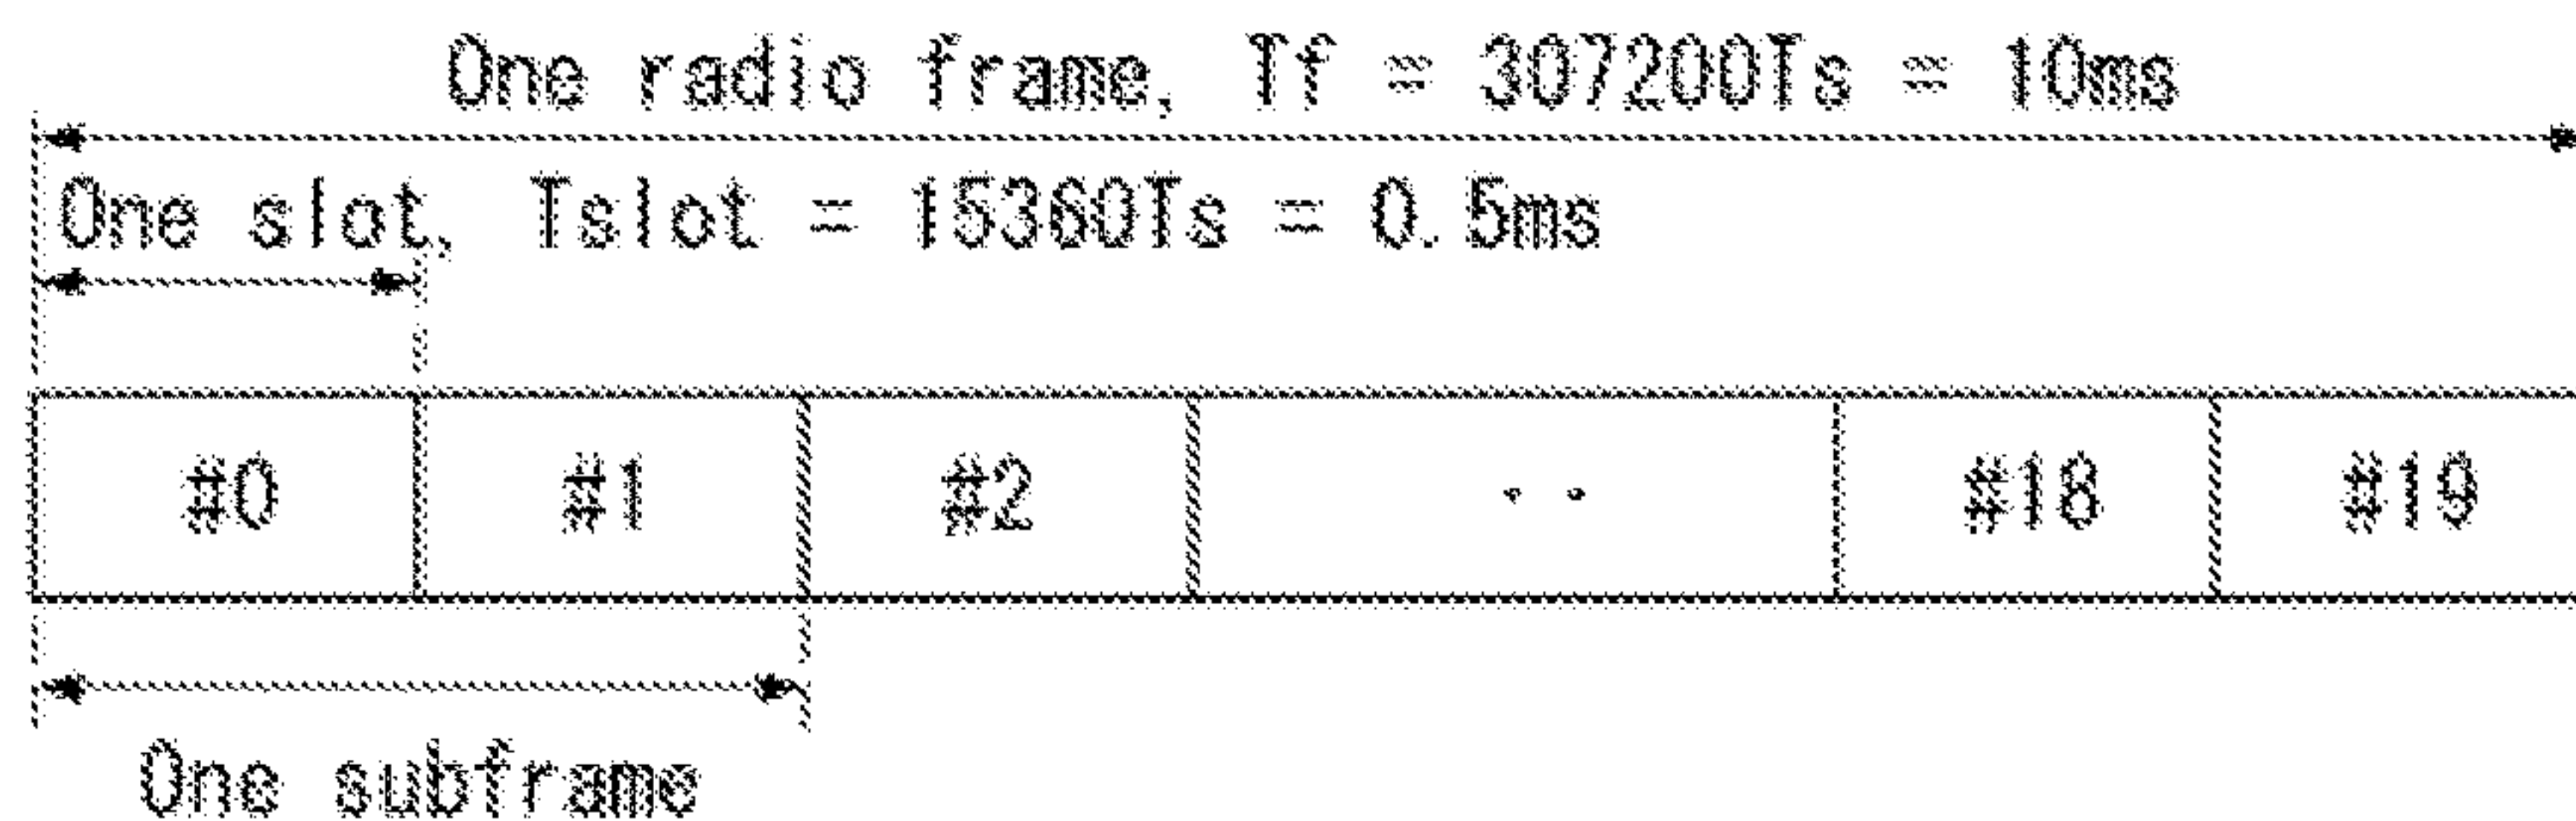 One radio frame, Tf = 307200Ts = 10ms
One slot, Tslot = 15360Ts = 0.5ms
#0 #1 #2 · · #18 #19
One subframe